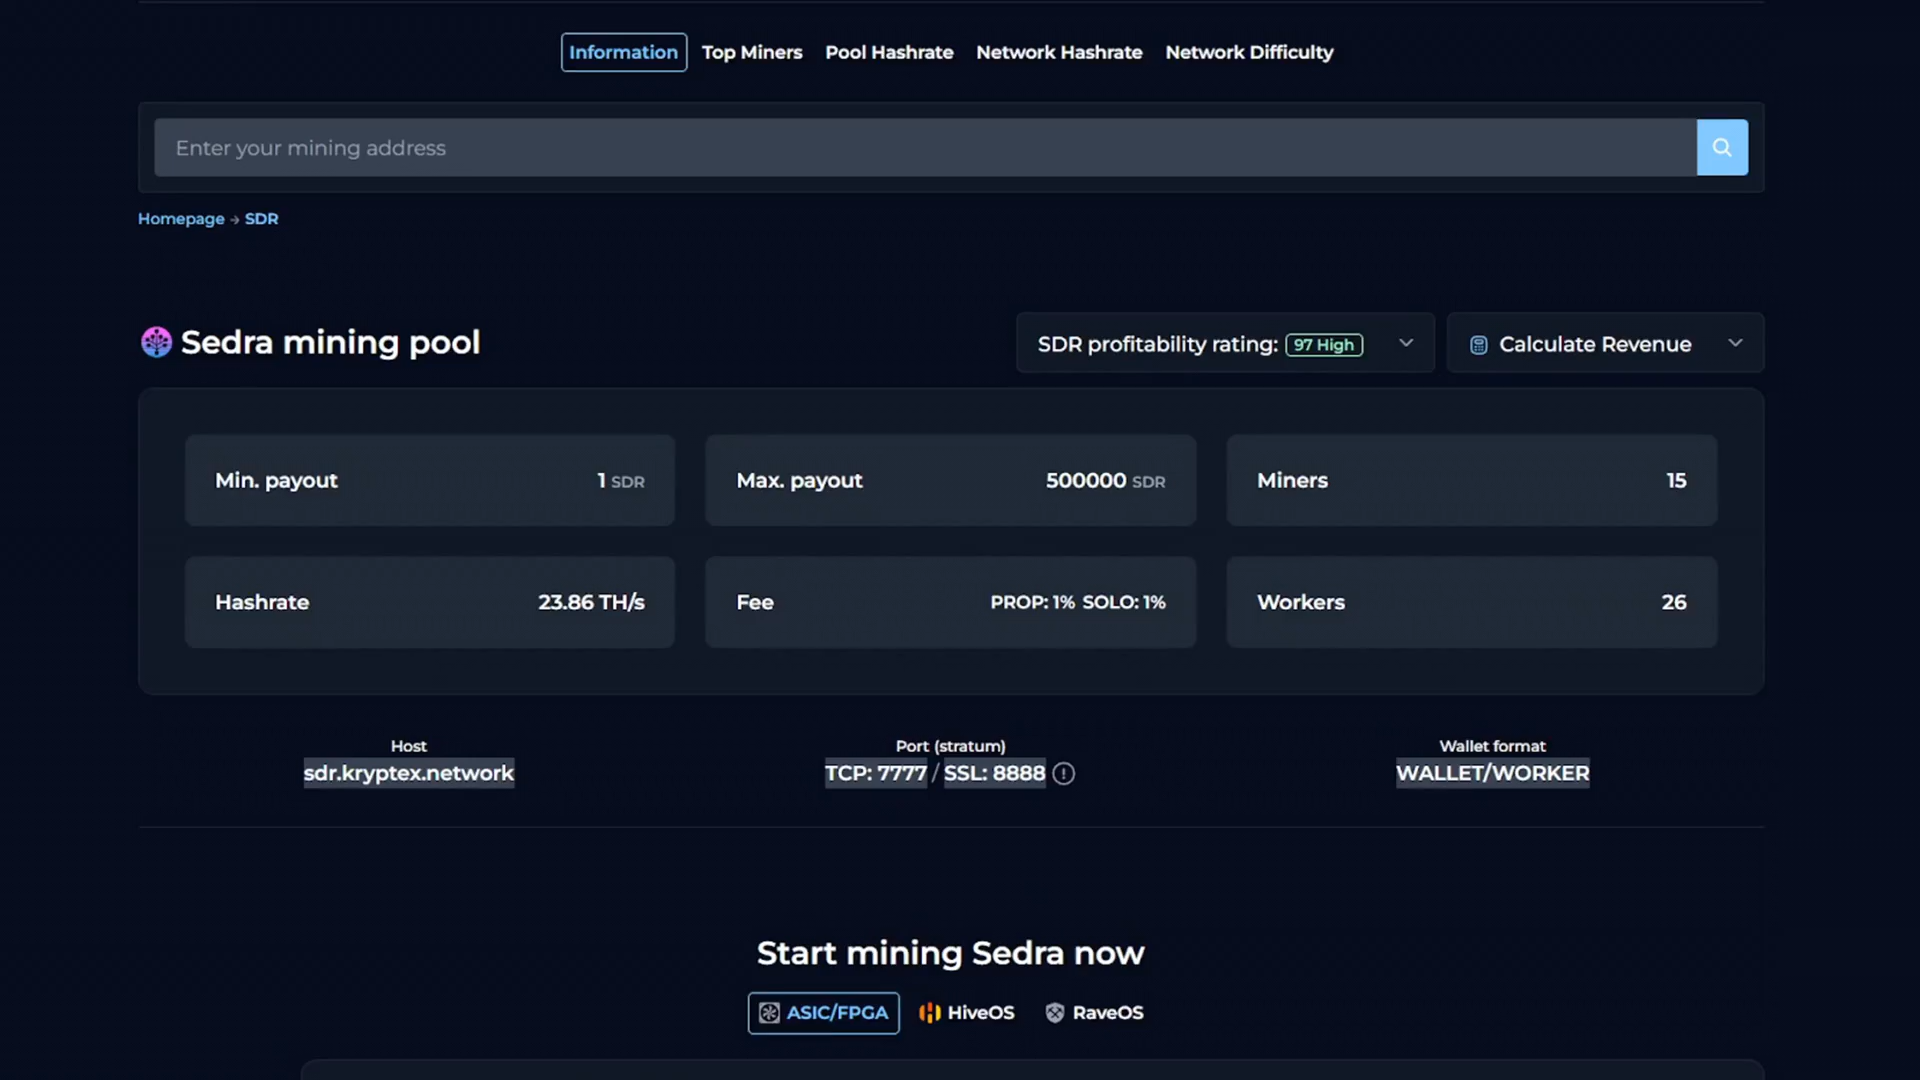 Information Top Miners Pool Hashrate Network Hashrate Network Difficulty
Enter your mining address
Homepage → SDR
Sedra mining pool
SDR profitability rating: 97 High
Calculate Revenue
Min. payout 1 SDR
Max. payout 500000 SDR
Miners 15
Hashrate 23.86 TH/s
Fee PROP: 1% SOLO: 1%
Workers 26
Host
sdr.kryptex.network
Port (stratum)
TCP: 7777 / SSL: 8888
Wallet format
WALLET/WORKER
Start mining Sedra now
ASIC/FPGA HiveOS RaveOS